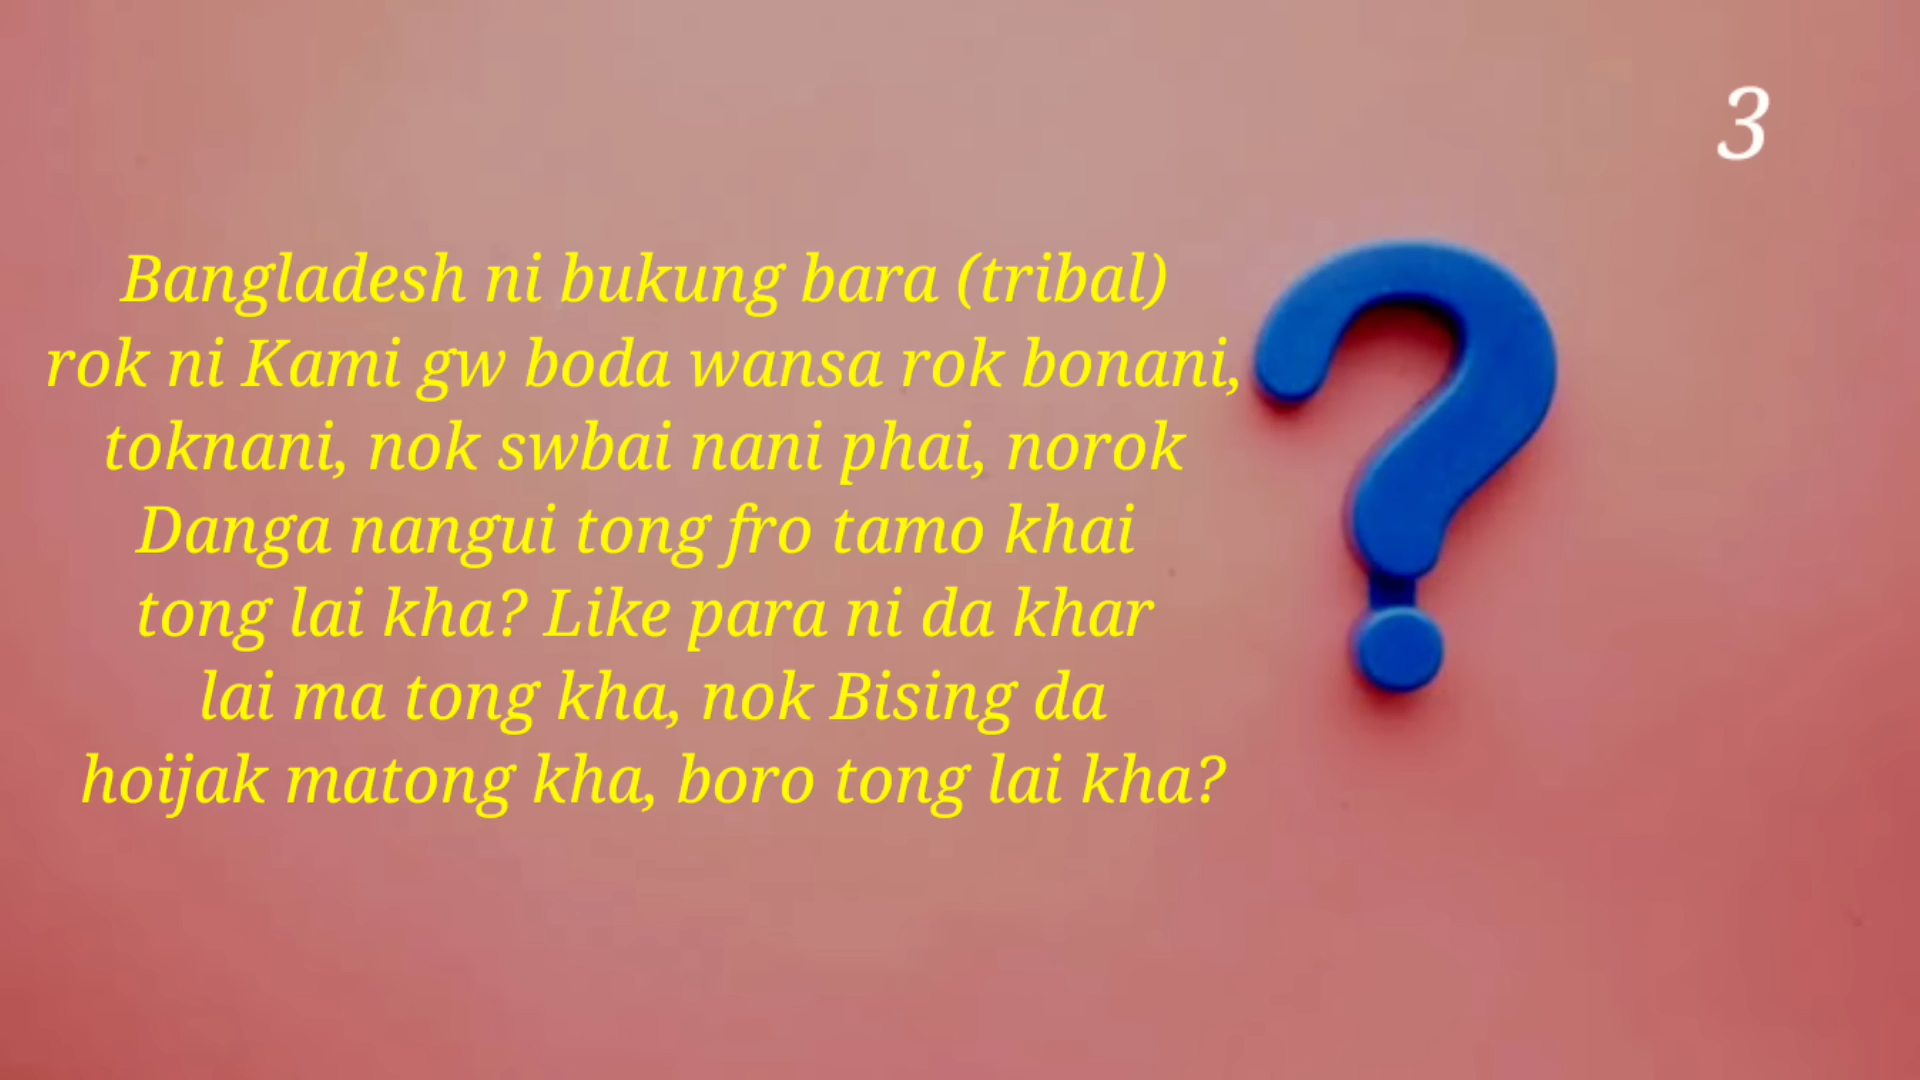 3
Bangladesh ni bukung bara (tribal)
rok ni Kami gw boda wansa rok bonani,
toknani, nok swbai nani phai, norok
Danga nangui tong fro tamo khai
tong lai kha? Like para ni da khar
lai ma tong kha, nok Bising da
hoijak matong kha, boro tong lai kha?